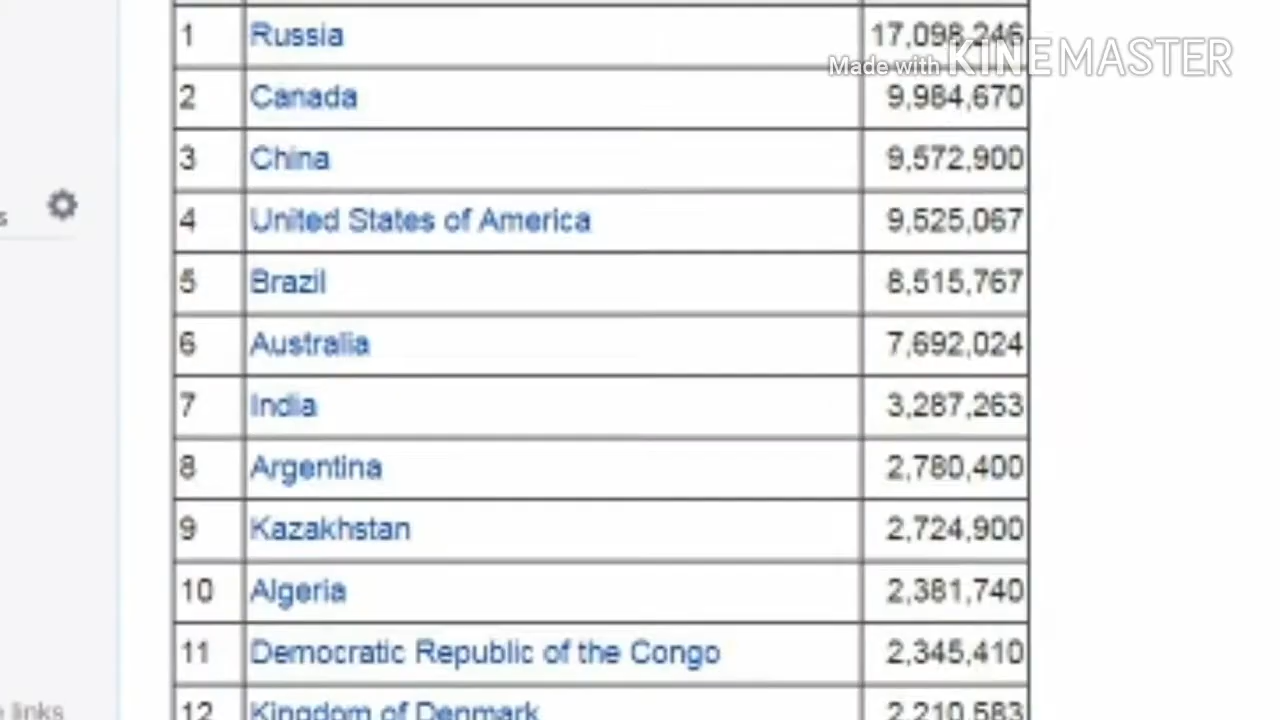 1 Russia 17,098,246
Made with KINEMASTER
2 Canada 9,984,670
3 China 9,572,900
s
4 United States of America 9,525,067
5 Brazil 8,515,767
6 Australia 7,692,024
7 India 3,287,263
8 Argentina 2,780,400
9 Kazakhstan 2,724,900
10 Algeria 2,381,740
11 Democratic Republic of the Congo 2,345,410
12 Kingdom of Denmark 2,210,583
links